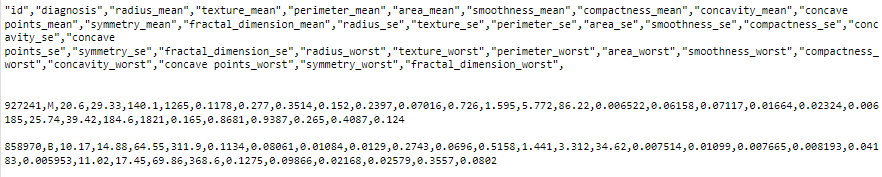 "id","diagnosis","radius_mean","texture_mean","perimeter_mean","area_mean","smoothness_mean","compactness_mean","concavity_mean","concave
points_mean","symmetry_mean","fractal_dimension_mean","radius_se","texture_se","perimeter_se","area_se","smoothness_se","compactness_se","conc
avity_se","concave
points_se","symmetry_se","fractal_dimension_se","radius_worst","texture_worst","perimeter_worst","area_worst","smoothness_worst","compactness_
worst","concavity_worst","concave points_worst","symmetry_worst","fractal_dimension_worst",
927241,M,20.6,29.33,140.1,1265,0.1178,0.277,0.3514,0.152,0.2397,0.07016,0.726,1.595,5.772,86.22,0.006522,0.06158,0.07117,0.01664,0.02324,0.006
185,25.74,39.42,184.6,1821,0.165,0.8681,0.9387,0.265,0.4087,0.124
858970,B,10.17,14.88,64.55,311.9,0.1134,0.08061,0.01084,0.0129,0.2743,0.0696,0.5158,1.441,3.312,34.62,0.007514,0.01099,0.007665,0.008193,0.041
83,0.005953,11.02,17.45,69.86,368.6,0.1275,0.09866,0.02168,0.02579,0.3557,0.0802